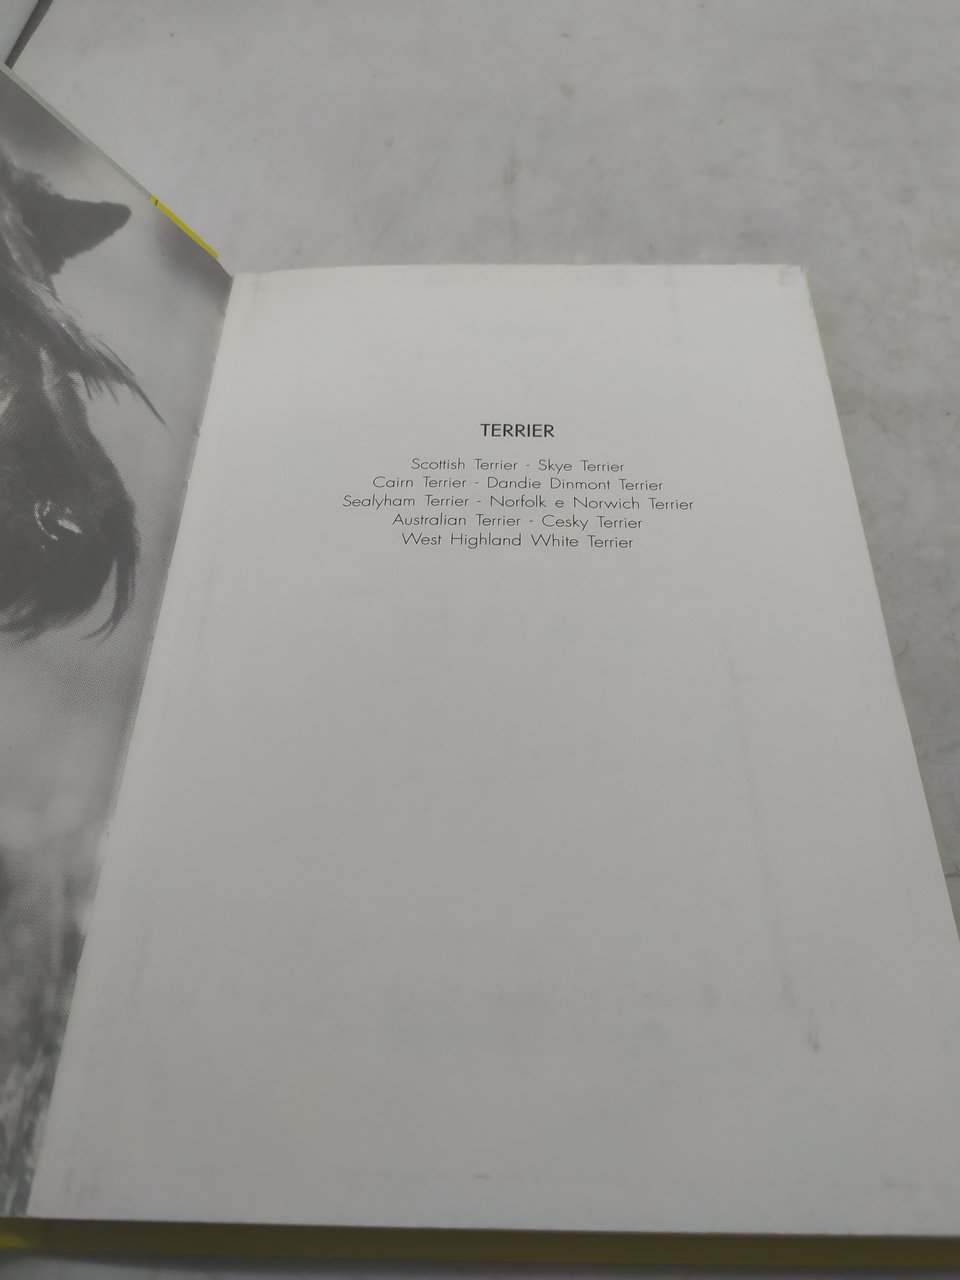 TERRIER
Scottish Terrier - Skye Terrier
Cairn Terrier - Dandie Dinmont Terrier
Sealyham Terrier - Norfolk e Norwich Terrier
Australian Terrier - Cesky Terrier
West Highland White Terrier